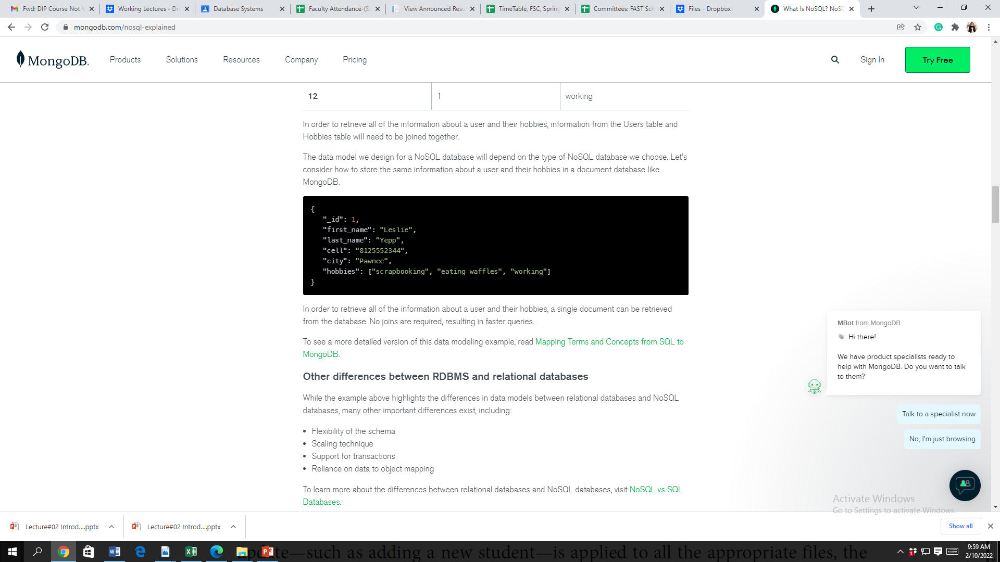 Fwd: DIP Course Not V
Working Lectures - Dr
Database Systems
Faculty Attendance-(S
View Announced Resu
TimeTable, FSC, Spring
Committees: FAST Sch
Files - Dropbox
What Is NoSQL? NoSC
mongodb.com/nosql-explained
MongoDB.
Products
Solutions
Resources
Company
Pricing
Sign In
Try Free
12
1
working
In order to retrieve all of the information about a user and their hobbies, information from the Users table and
Hobbies table will need to be joined together.
The data model we design for a NoSQL database will depend on the type of NoSQL database we choose. Let's
consider how to store the same information about a user and their hobbies in a document database like
MongoDB.
{
"_id": 1,
"first_name": "Leslie",
"last_name": "Yepp",
"cell": "8125552344",
"city": "Pawnee",
"hobbies": ["scrapbooking", "eating waffles", "working"]
}
In order to retrieve all of the information about a user and their hobbies, a single document can be retrieved
from the database. No joins are required, resulting in faster queries.
To see a more detailed version of this data modeling example, read Mapping Terms and Concepts from SQL to
MongoDB.
Other differences between RDBMS and relational databases
While the example above highlights the differences in data models between relational databases and NoSQL
databases, many other important differences exist, including:
• Flexibility of the schema
• Scaling technique
• Support for transactions
• Reliance on data to object mapping
To learn more about the differences between relational databases and NoSQL databases, visit NoSQL vs SQL
Databases.
MBot from MongoDB
👋 Hi there!
We have product specialists ready to
help with MongoDB. Do you want to talk
to them?
Talk to a specialist now
No, I'm just browsing
Activate Windows
Go to Settings to activate Windows.
Lecture#02 Introd....pptx
Lecture#02 Introd....pptx
Show all
update—such as adding a new student—is applied to all the appropriate files, the
9:59 AM
2/10/2022